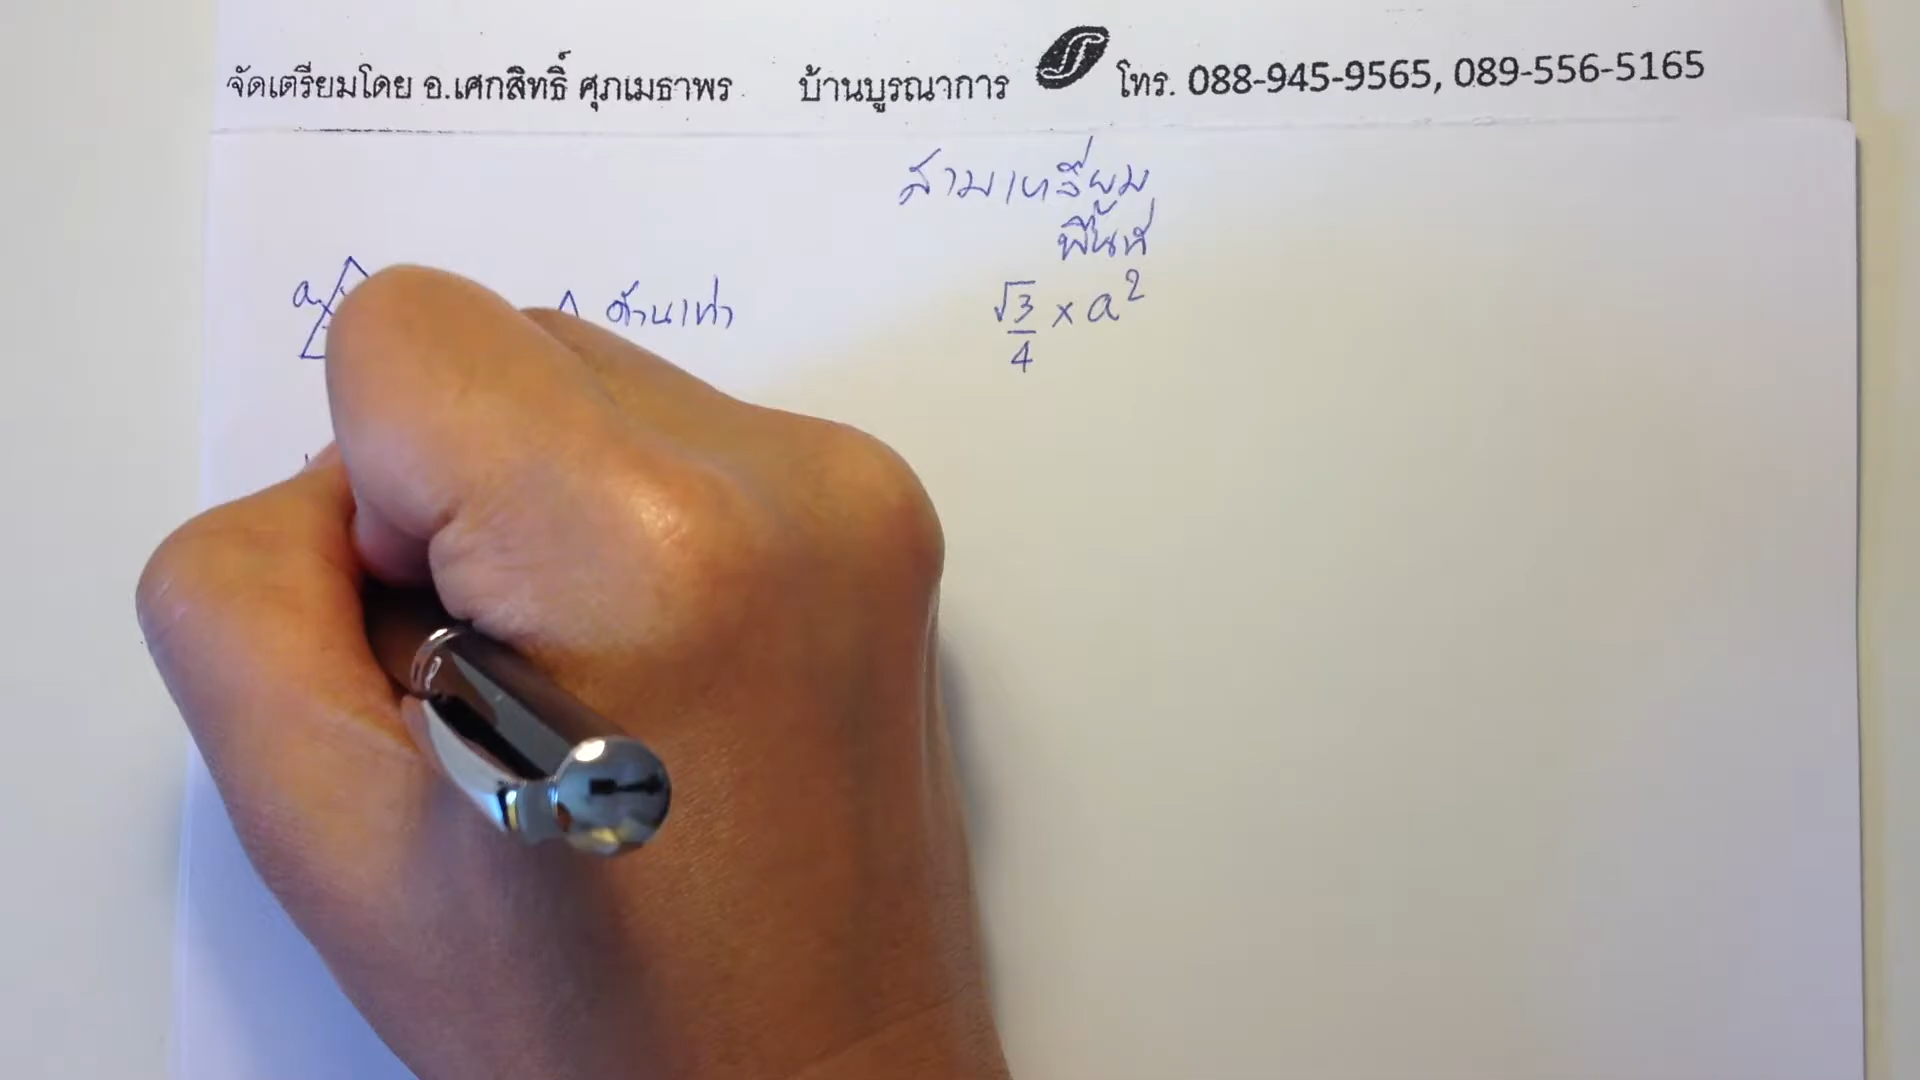 จัดเตรียมโดย อ.เศกสิทธิ์ ศุภเมธาพร บ้านบูรณาการ โทร. 088-945-9565, 089-556-5165
สามเหลี่ยม
พื้นที่
a
△ ด้านเท่า
√3/4 × a²